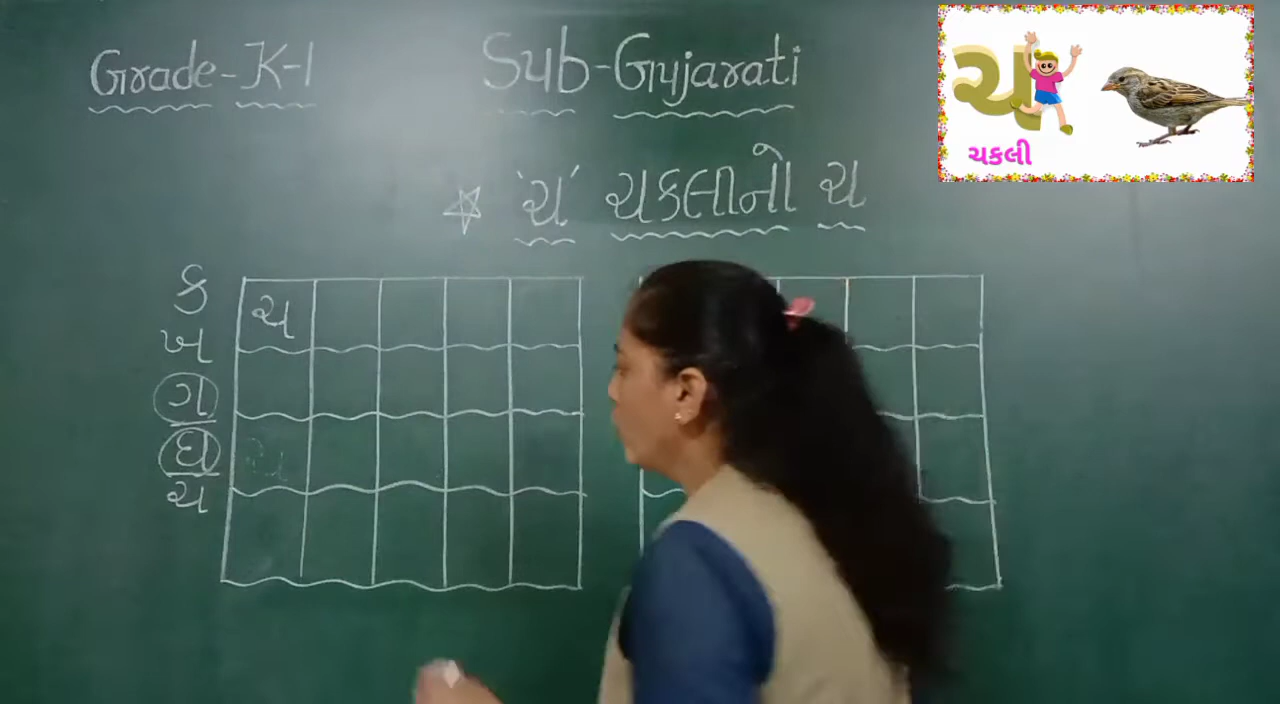 Grade-K-1
Sub-Gujarati
ચ
ચકલી
'ચ' ચકલીનો ચ
ક
ખ
ગ
ઘ
ચ
ચ